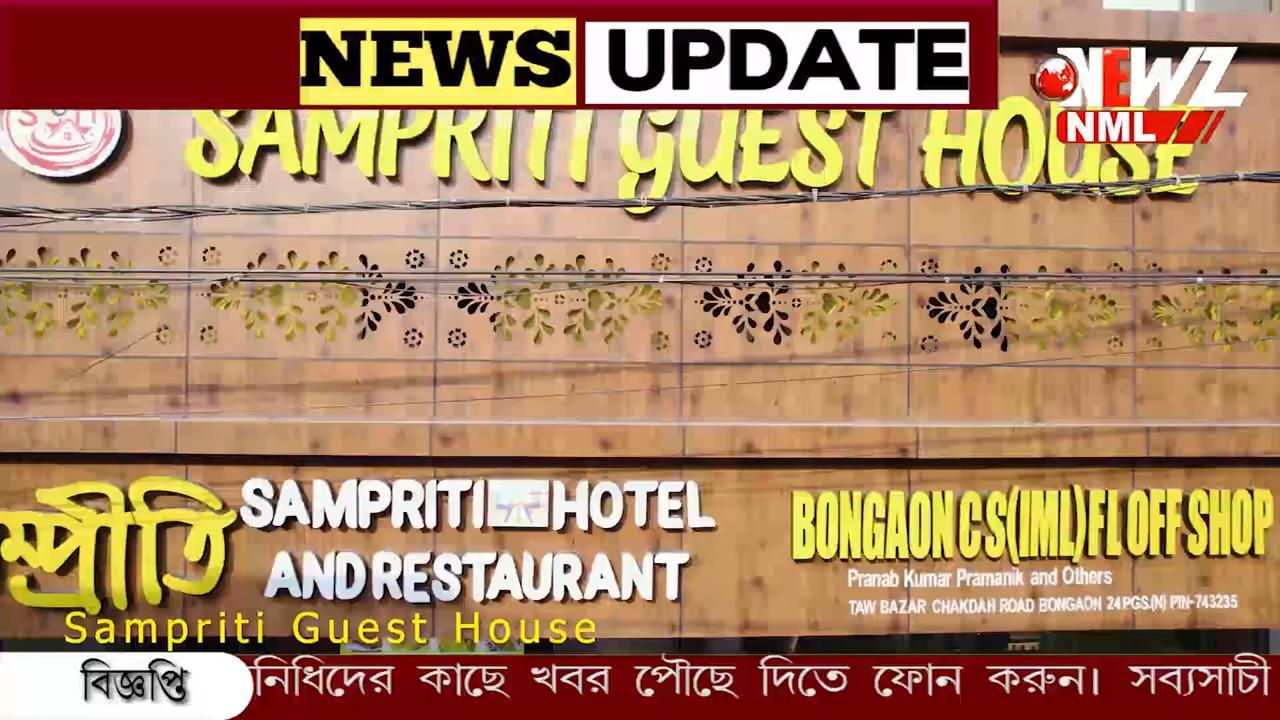 NEWS UPDATE
NEWZ
NML
SAMPRITI GUEST HOUSE
ম্প্রীতি
SAMPRITI HOTEL
AND RESTAURANT
BONGAON C S(IML) FL OFF SHOP
Pranab Kumar Pramanik and Others
TAW BAZAR CHAKDAH ROAD BONGAON 24 PGS.(N) PIN-743235
Sampriti Guest House
বিজ্ঞপ্তি
নিধিদের কাছে খবর পৌছে দিতে ফোন করুন। সব্যসাচী